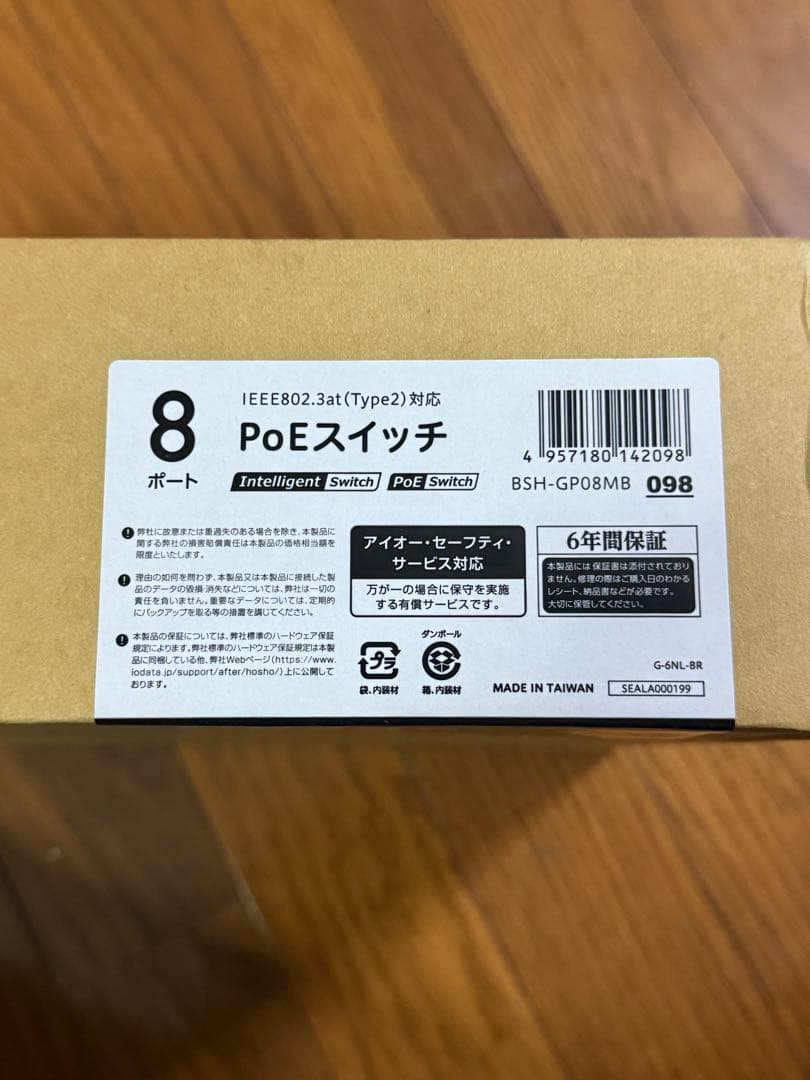 8
ポート
IEEE802.3at(Type2)対応
PoEスイッチ
Intelligent Switch PoE Switch
4 957180 142098
BSH-GP08MB 098
! 弊社に故意または重過失のある場合を除き、本製品に
関する弊社の損害賠償責任は本製品の価格相当額を
限度といたします。
! 理由の如何を問わず、本製品又は本製品に接続した製
品のデータの毀損・消失などについては、弊社は一切の
責任を負いません。重要なデータについては、定期的
にバックアップを取る等の措置を講じてください。
! 本製品の保証については、弊社標準のハードウェア保証
規定によります。弊社標準のハードウェア保証規定は本製
品に同梱している他、弊社Webページ(https://www.
iodata.jp/support/after/hosho/)上に公開して
おります。
アイオー・セーフティ・
サービス対応
万が一の場合に保守を実施
する有償サービスです。
6年間保証
本製品には保証書は添付されており
ません。修理の際はご購入日のわかる
レシート、納品書などが必要です。
大切に保管してください。
プラ
袋、内装材
ダンボール
箱、内装材
G-6NL-BR
MADE IN TAIWAN
SEALA000199